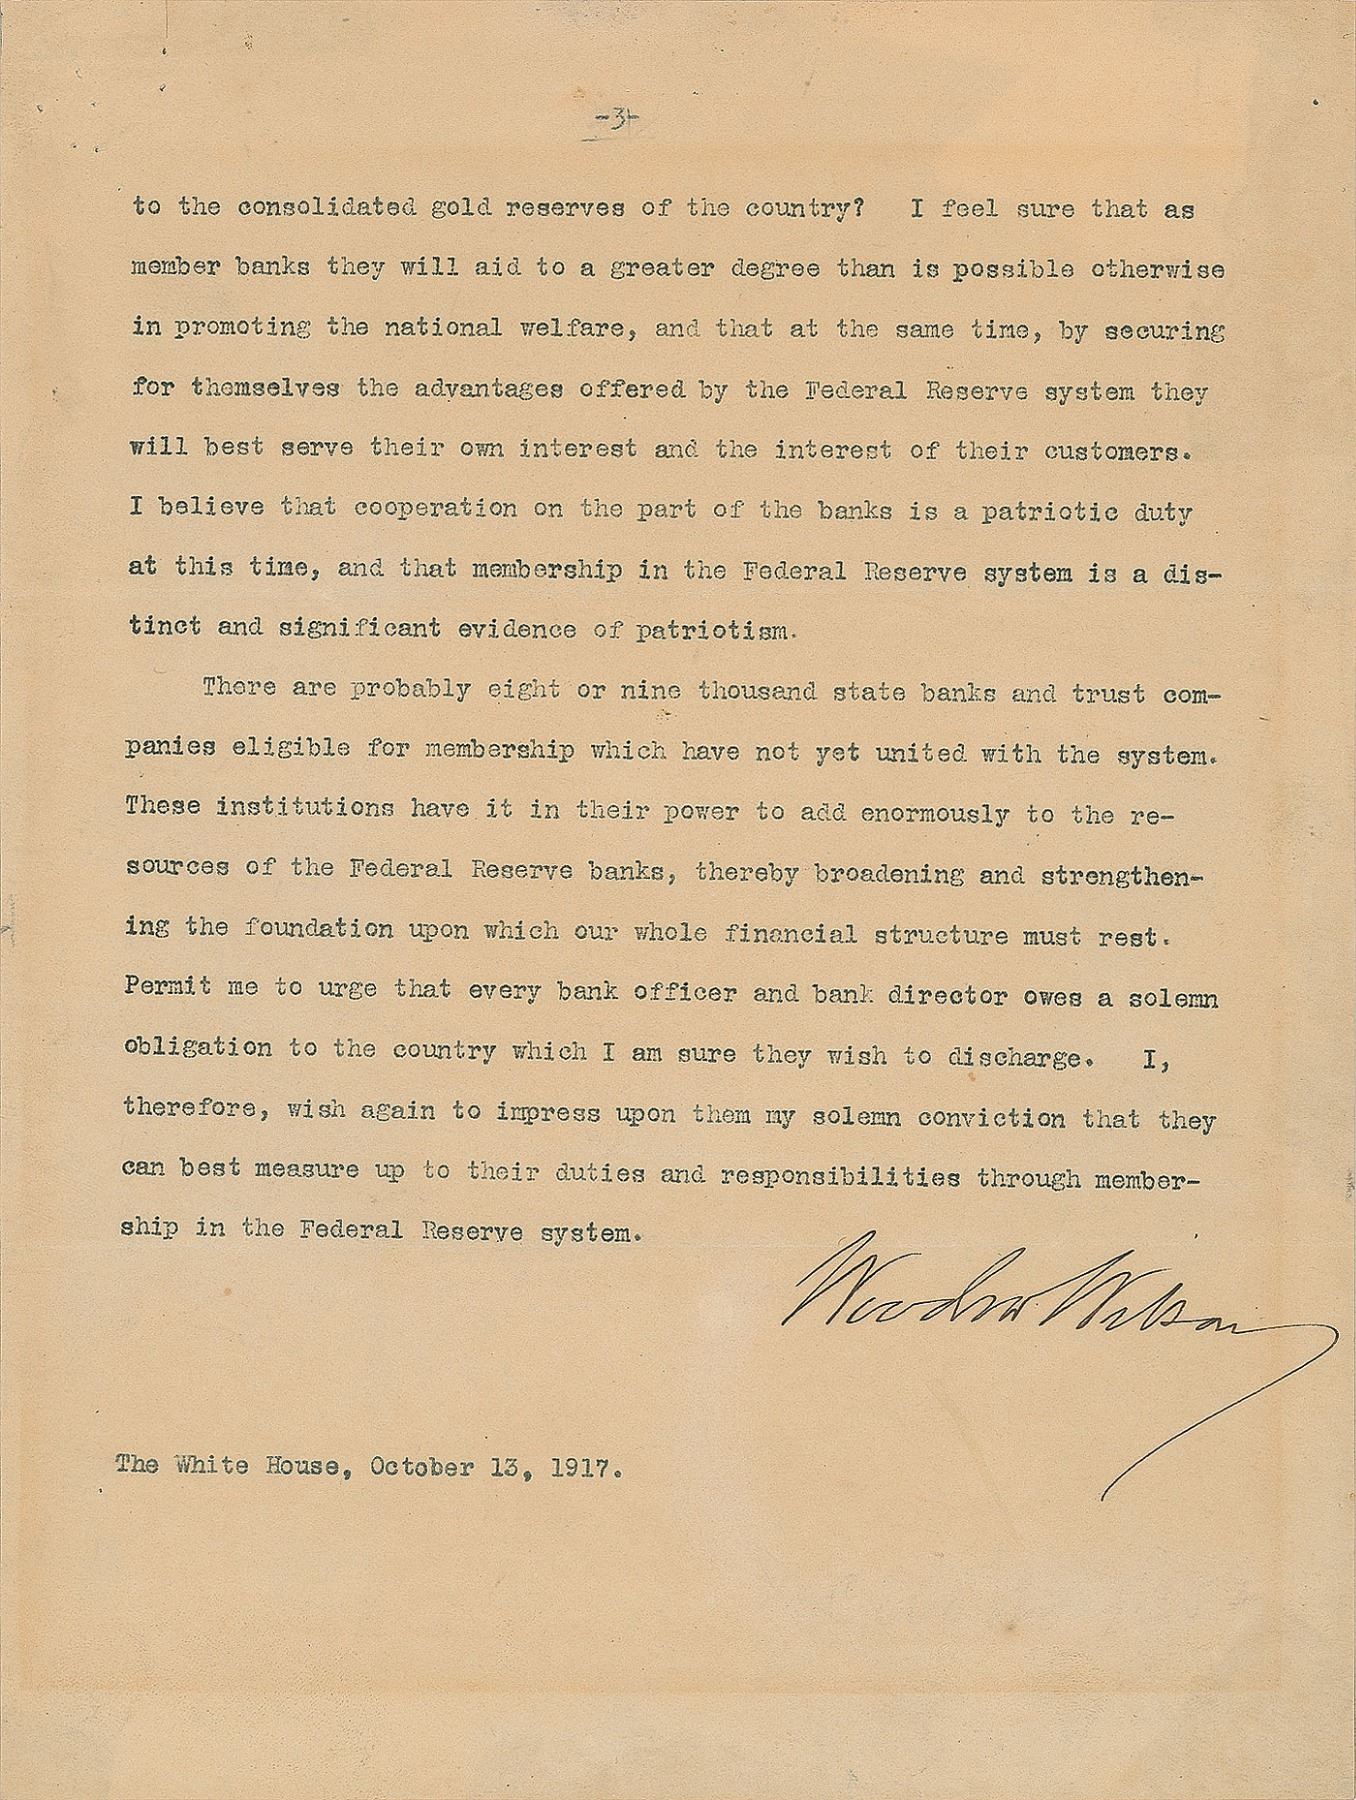 -3-
to the consolidated gold reserves of the country? I feel sure that as
member banks they will aid to a greater degree than is possible otherwise
in promoting the national welfare, and that at the same time, by securing
for themselves the advantages offered by the Federal Reserve system they
will best serve their own interest and the interest of their customers.
I believe that cooperation on the part of the banks is a patriotic duty
at this time, and that membership in the Federal Reserve system is a dis-
tinct and significant evidence of patriotism.
There are probably eight or nine thousand state banks and trust com-
panies eligible for membership which have not yet united with the system.
These institutions have it in their power to add enormously to the re-
sources of the Federal Reserve banks, thereby broadening and strengthen-
ing the foundation upon which our whole financial structure must rest.
Permit me to urge that every bank officer and bank director owes a solemn
obligation to the country which I am sure they wish to discharge. I,
therefore, wish again to impress upon them my solemn conviction that they
can best measure up to their duties and responsibilities through member-
ship in the Federal Reserve system.
Woodrow Wilson
The White House, October 13, 1917.